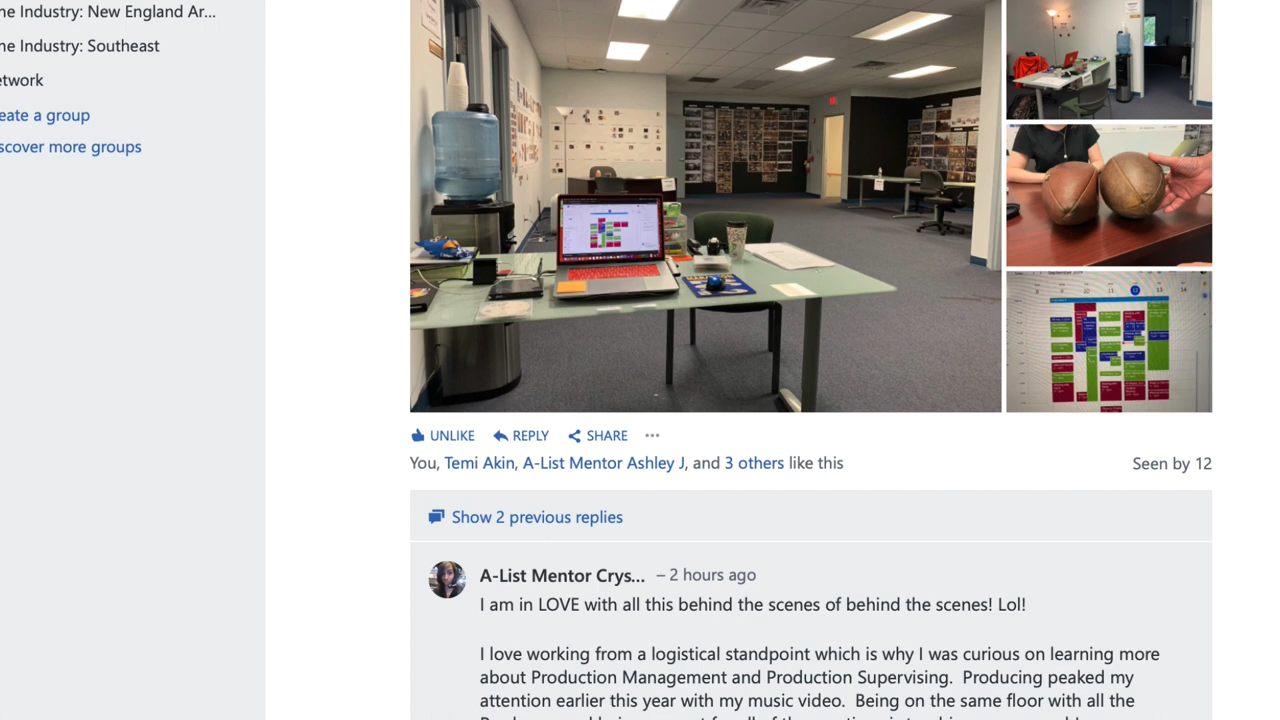 ne Industry: New England Ar...
ne Industry: Southeast
etwork
eate a group
scover more groups
UNLIKE REPLY SHARE ...
You, Temi Akin, A-List Mentor Ashley J, and 3 others like this Seen by 12
Show 2 previous replies
A-List Mentor Crys... – 2 hours ago
I am in LOVE with all this behind the scenes of behind the scenes! Lol!
I love working from a logistical standpoint which is why I was curious on learning more
about Production Management and Production Supervising. Producing peaked my
attention earlier this year with my music video. Being on the same floor with all the